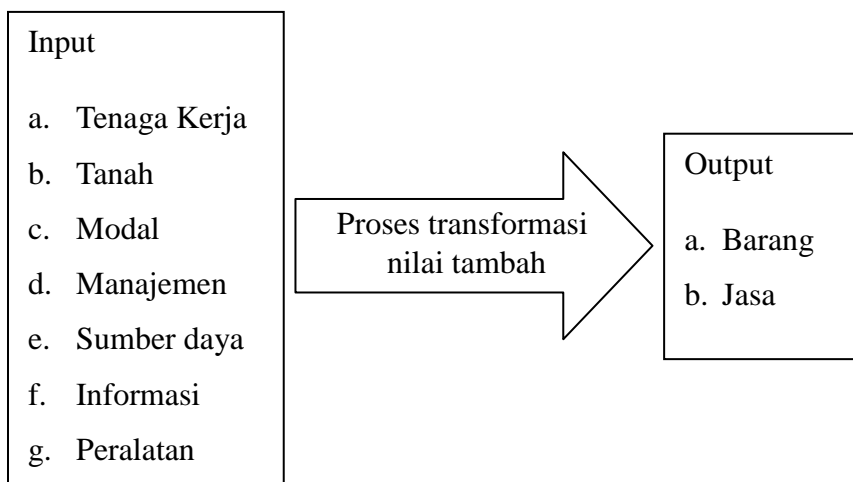 Input
a. Tenaga Kerja
b. Tanah
c. Modal
d. Manajemen
e. Sumber daya
f. Informasi
g. Peralatan
Proses transformasi
nilai tambah
Output
a. Barang
b. Jasa